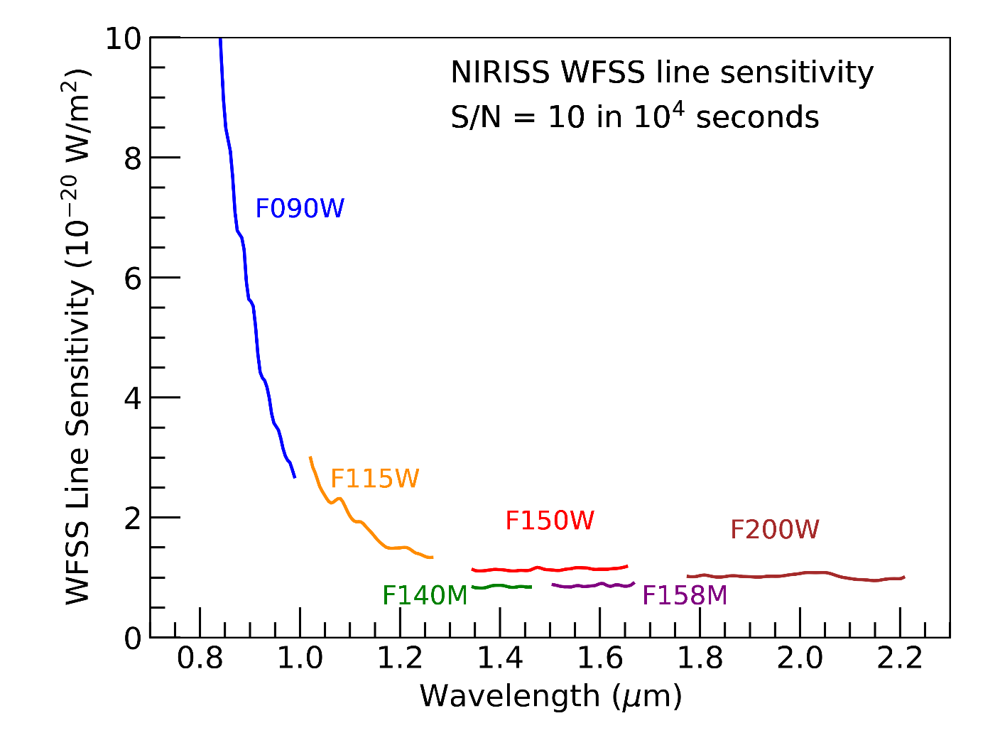 NIRISS WFSS line sensitivity
S/N = 10 in 10⁴ seconds
WFSS Line Sensitivity (10⁻²⁰ W/m²)
10
8
6
4
2
0
F090W
F115W
F150W
F200W
F140M
F158M
0.8 1.0 1.2 1.4 1.6 1.8 2.0 2.2
Wavelength (μm)